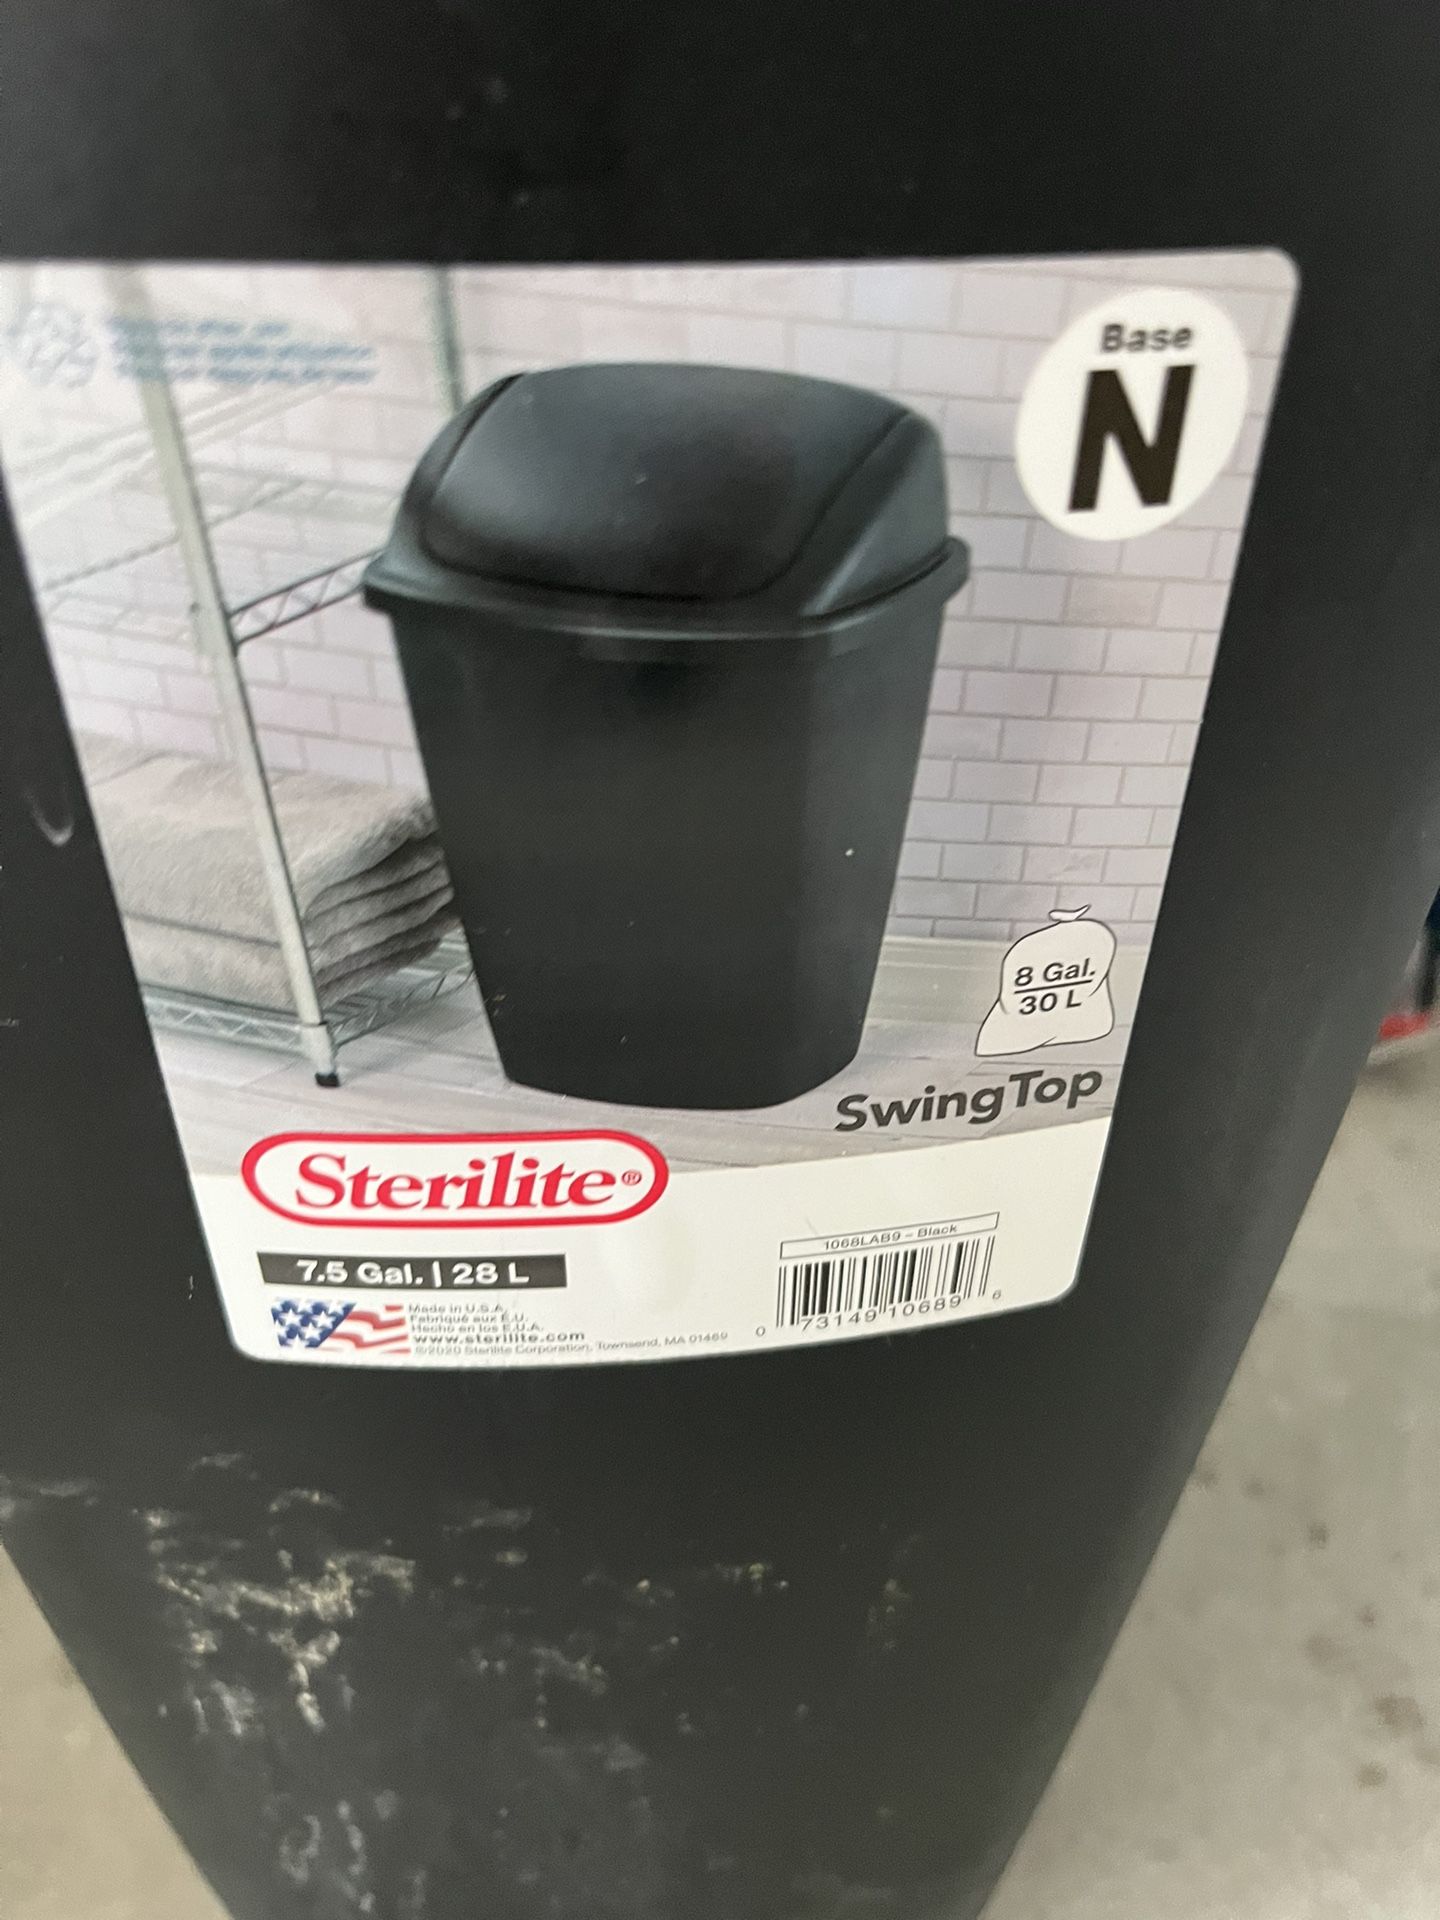 Base
N
8 Gal.
30 L
SwingTop
Sterilite®
7.5 Gal. | 28 L
1068LAB9 – Black
0 73149 10689 6
Made in U.S.A.
Fabriqué aux É.U.
Hecho en los E.U.A.
www.sterilite.com
©2020 Sterilite Corporation, Townsend, MA 01469